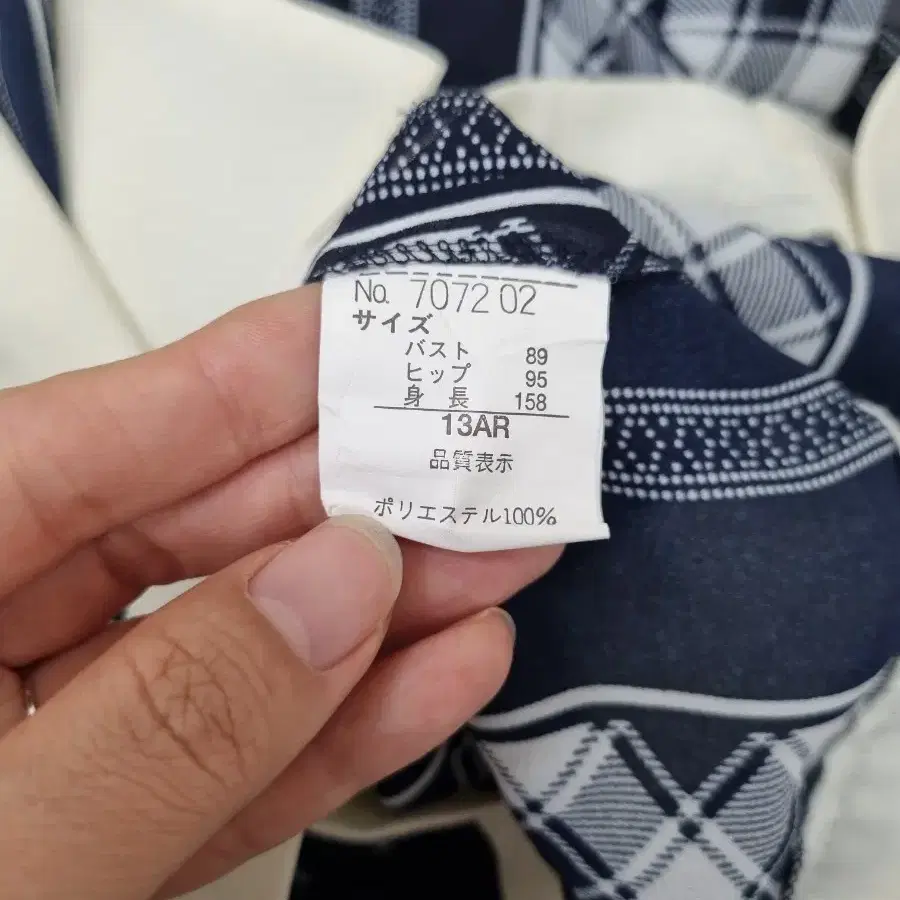 No. 7072 02
サイズ
バスト 89
ヒップ 95
身長 158
13AR
品質表示
ポリエステル100%